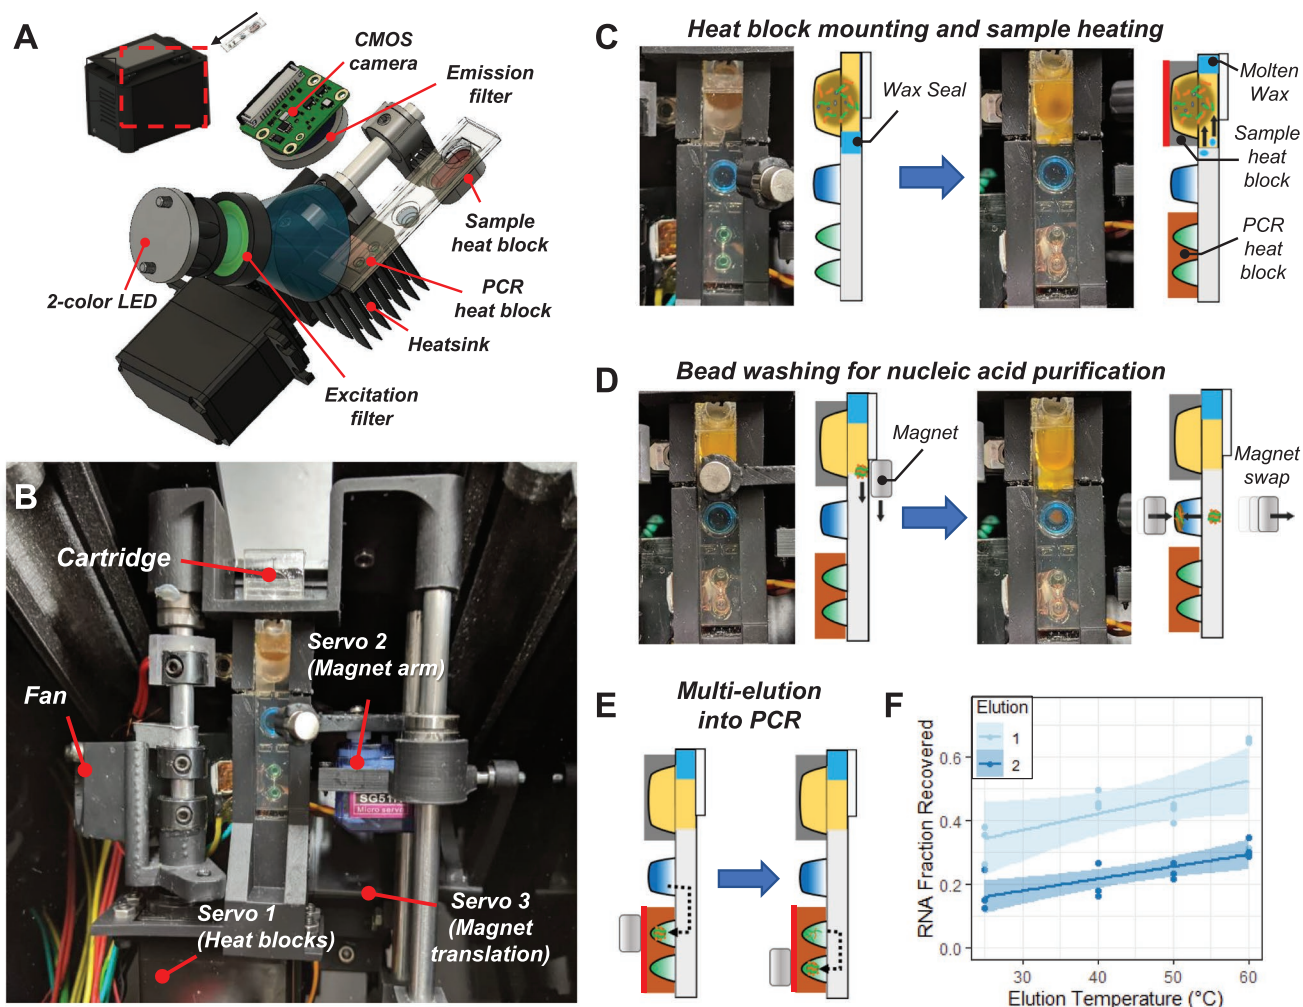 A
CMOS
camera
Emission
filter
Sample
heat block
2-color LED
PCR
heat block
Heatsink
Excitation
filter
B
Cartridge
Servo 2
(Magnet arm)
Fan
SG51R
Micro servo
Servo 1
(Heat blocks)
Servo 3
(Magnet
translation)
C
Heat block mounting and sample heating
Wax Seal
Molten
Wax
Sample
heat
block
PCR
heat
block
D
Bead washing for nucleic acid purification
Magnet
Magnet
swap
E
Multi-elution
into PCR
F
Elution
1
2
RNA Fraction Recovered
0.6
0.4
0.2
0.0
30
40
50
60
Elution Temperature (°C)